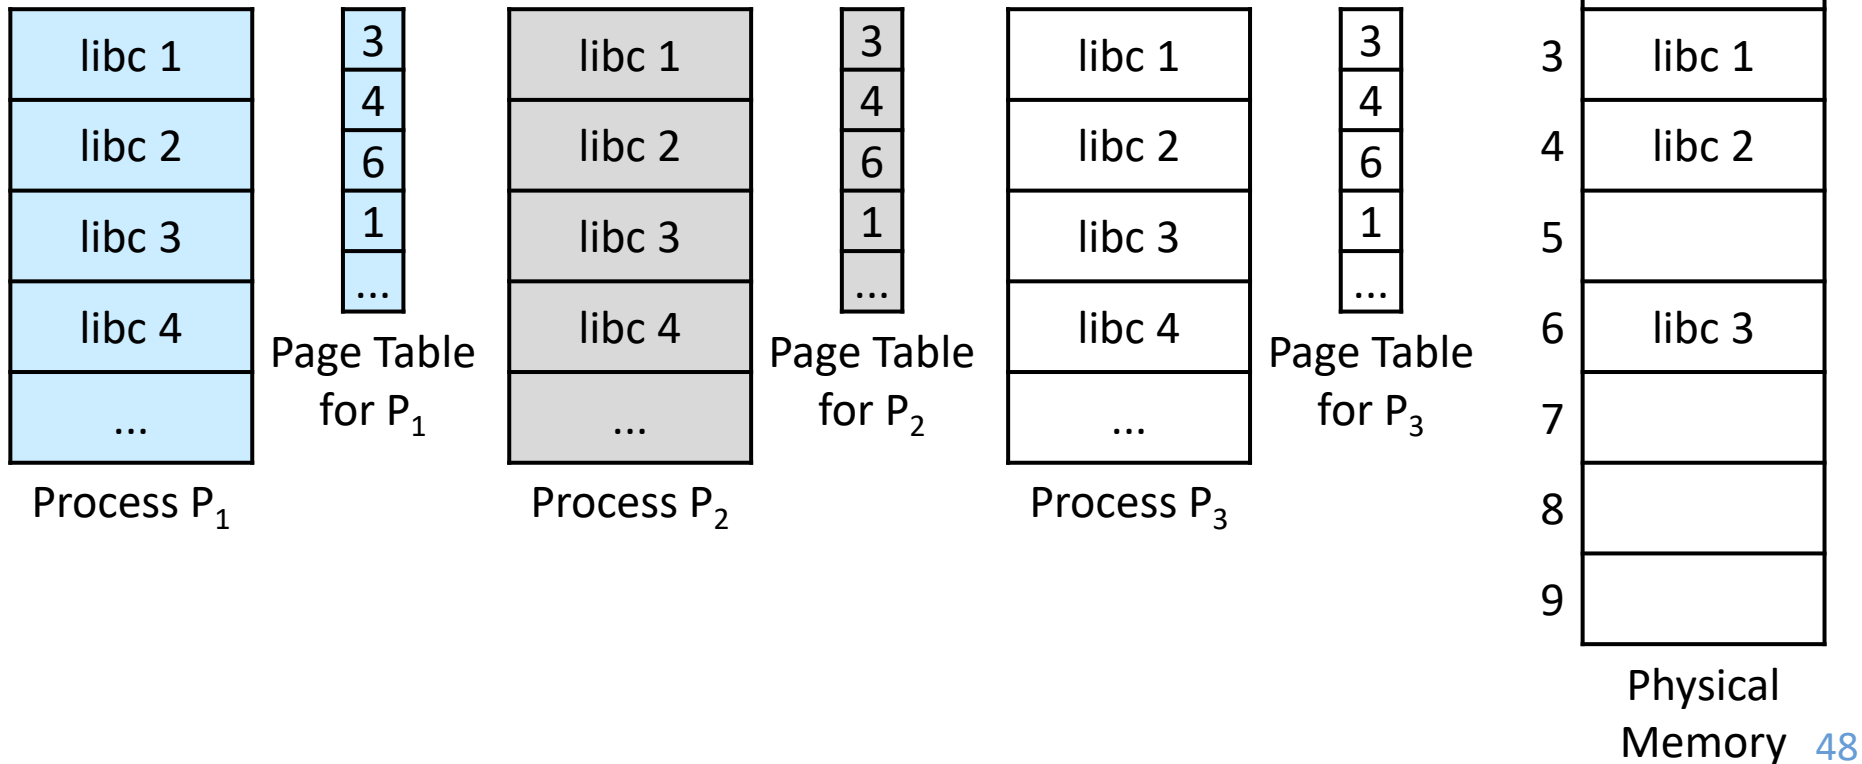 libc 1
libc 2
libc 3
libc 4
...
Process P1
3
4
6
1
...
Page Table
for P1
libc 1
libc 2
libc 3
libc 4
...
Process P2
3
4
6
1
...
Page Table
for P2
libc 1
libc 2
libc 3
libc 4
...
Process P3
3
4
6
1
...
Page Table
for P3
3 libc 1
4 libc 2
5
6 libc 3
7
8
9
Physical
Memory
48